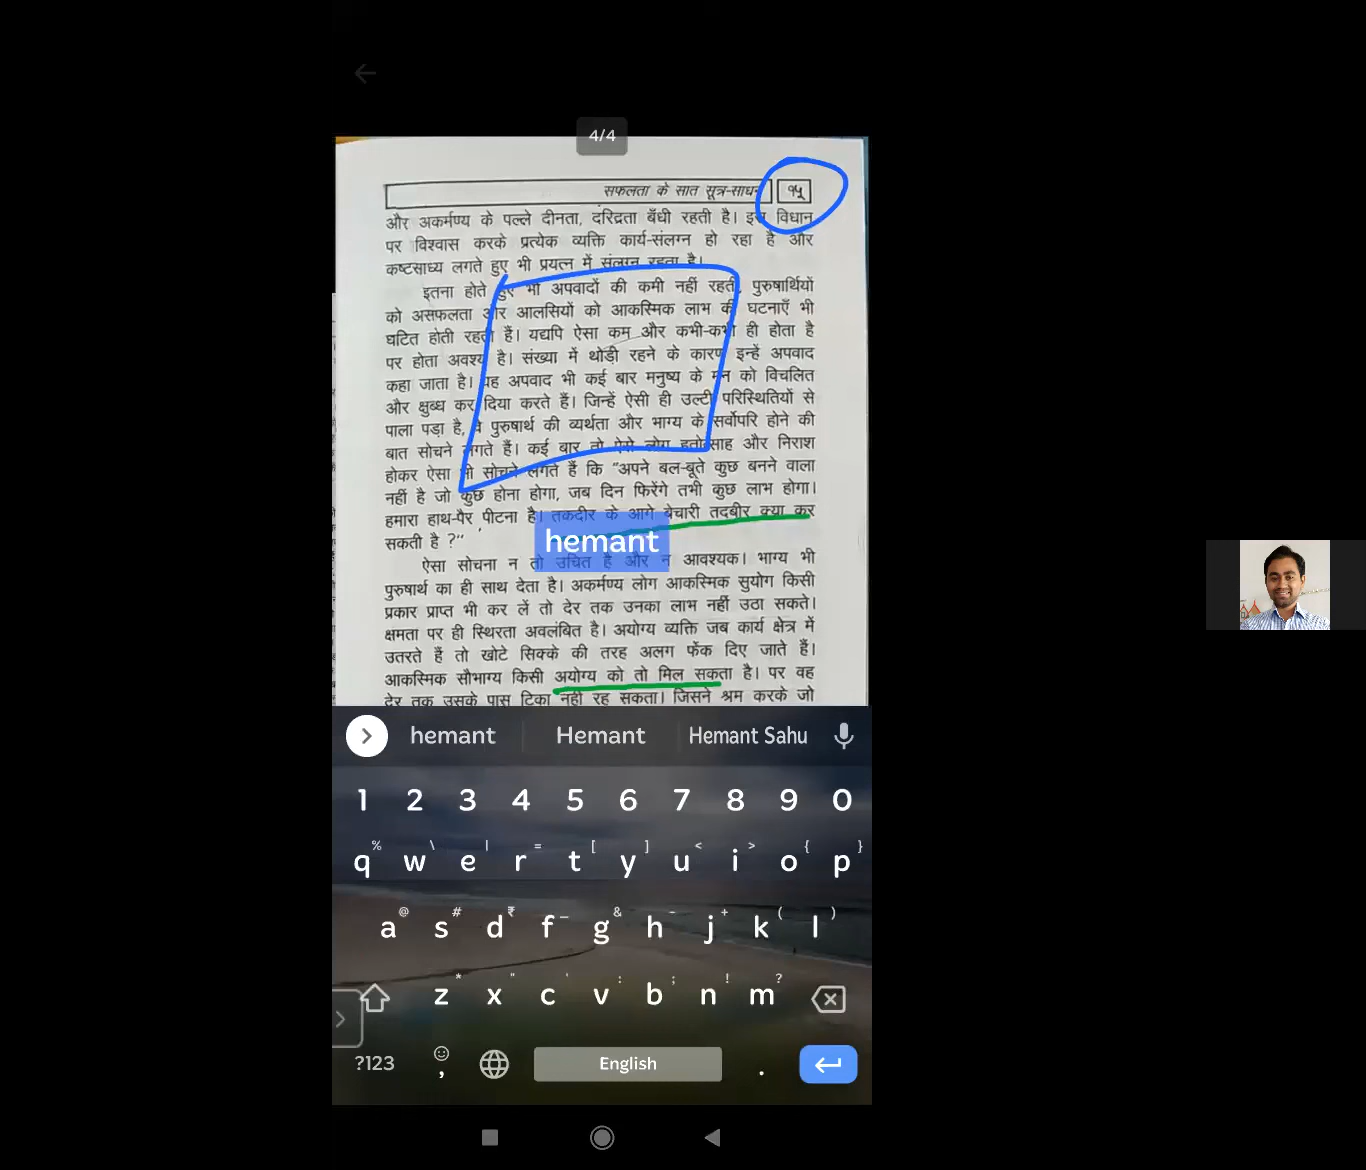 4/4
सफलता के सात सूत्र-साधन १५
और अकर्मण्य के पल्ले दीनता, दरिद्रता बँधी रहती है। इस विधान
पर विश्वास करके प्रत्येक व्यक्ति कार्य-संलग्न हो रहा है और
कष्टसाध्य लगते हुए भी प्रयत्न में संलग्न रहता है।
इतना होते हुए भी अपवादों की कमी नहीं रहती, पुरुषार्थियों
को असफलता और आलसियों को आकस्मिक लाभ की घटनाएँ भी
घटित होती रहती हैं। यद्यपि ऐसा कम और कभी-कभी ही होता है
पर होता अवश्य है। संख्या में थोड़ी रहने के कारण इन्हें अपवाद
कहा जाता है। यह अपवाद भी कई बार मनुष्य के मन को विचलित
और क्षुब्ध कर दिया करते हैं। जिन्हें ऐसी ही उल्टी परिस्थितियों से
पाला पड़ा है, वे पुरुषार्थ की व्यर्थता और भाग्य के सर्वोपरि होने की
बात सोचने लगते हैं। कई बार तो ऐसे लोग हतोत्साह और निराश
होकर ऐसा भी सोचने लगते हैं कि “अपने बल-बूते कुछ बनने वाला
नहीं है जो कुछ होना होगा, जब दिन फिरेंगे तभी कुछ लाभ होगा।
हमारा हाथ-पैर पीटना है। तकदीर के आगे बेचारी तदबीर क्या कर
सकती है ?“
hemant
ऐसा सोचना न तो उचित है और न आवश्यक। भाग्य भी
पुरुषार्थ का ही साथ देता है। अकर्मण्य लोग आकस्मिक सुयोग किसी
प्रकार प्राप्त भी कर लें तो देर तक उनका लाभ नहीं उठा सकते।
क्षमता पर ही स्थिरता अवलंबित है। अयोग्य व्यक्ति जब कार्य क्षेत्र में
उतरते हैं तो खोटे सिक्के की तरह अलग फेंक दिए जाते हैं।
आकस्मिक सौभाग्य किसी अयोग्य को तो मिल सकता है। पर वह
देर तक उसके पास टिका नहीं रह सकता। जिसने श्रम करके जो
hemant Hemant Hemant Sahu
1 2 3 4 5 6 7 8 9 0
% \ | = [ ] < > { }
q w e r t y u i o p
@ # ₹ _ & - + ( )
a s d f g h j k l
* " ' : ; ! ?
z x c v b n m
?123 , English .